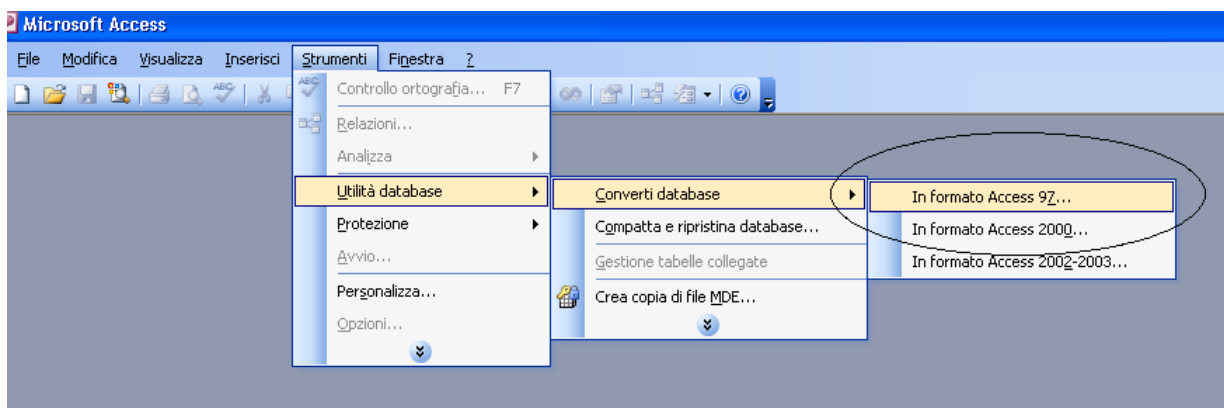 Microsoft Access
File Modifica Visualizza Inserisci Strumenti Finestra ?
Controllo ortografia... F7
Relazioni...
Analizza
Utilità database
Converti database
In formato Access 97...
Protezione
Compatta e ripristina database...
In formato Access 2000...
Avvio...
Gestione tabelle collegate
In formato Access 2002-2003...
Personalizza...
Crea copia di file MDE...
Opzioni...